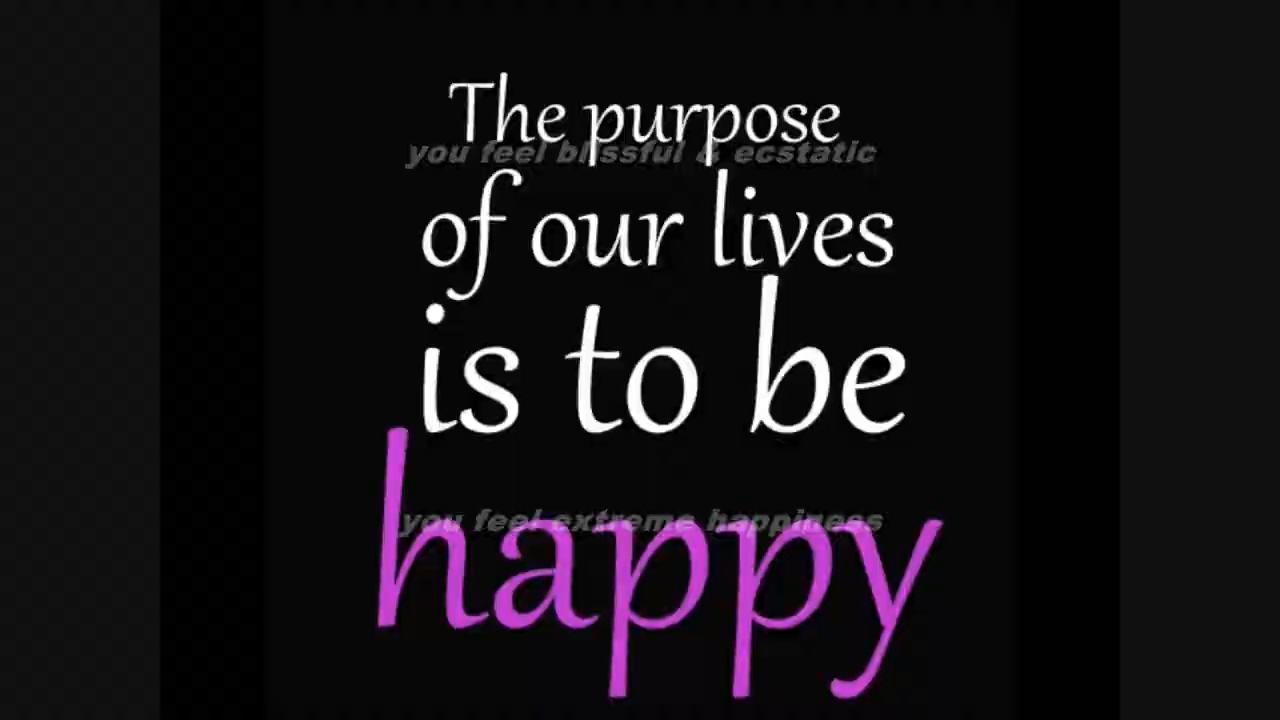 The purpose
you feel blissful & ecstatic
of our lives
is to be
you feel extreme happiness
happy